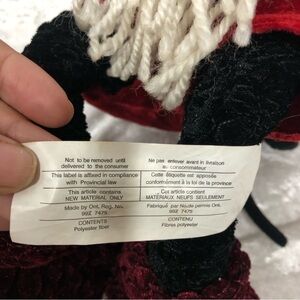 Not to be removed until
delivered to the consumer
This label is affixed in compliance
with Provincial law
This article contains
NEW MATERIAL ONLY
Made by Ont. Reg. No.
99Z 7475
CONTENTS
Polyester fiber
Ne pas enlever avant in livraison
au consommateur
Cette étiquette est apposée
conformément à la loi de la province
Cut article contient
MATERIAUX NEUFS SEULEMENT
Fabriqué par No de permis Ont.
99Z 7475
CONTENU
Fibres polyester